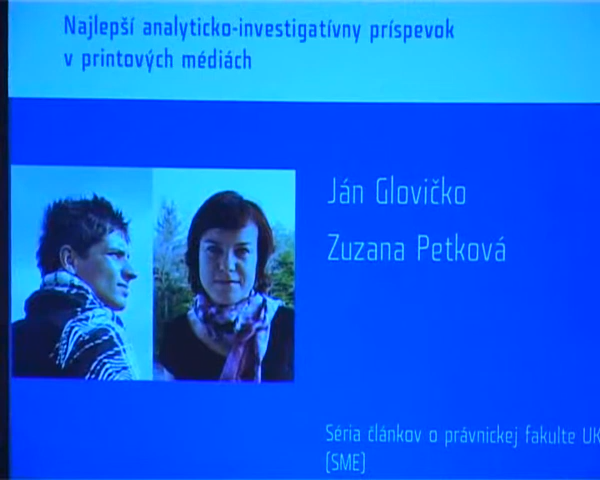 Najlepší analyticko-investigatívny príspevok
v printových médiách
Ján Glovičko
Zuzana Petková
Séria článkov o právnickej fakulte UK
(SME)